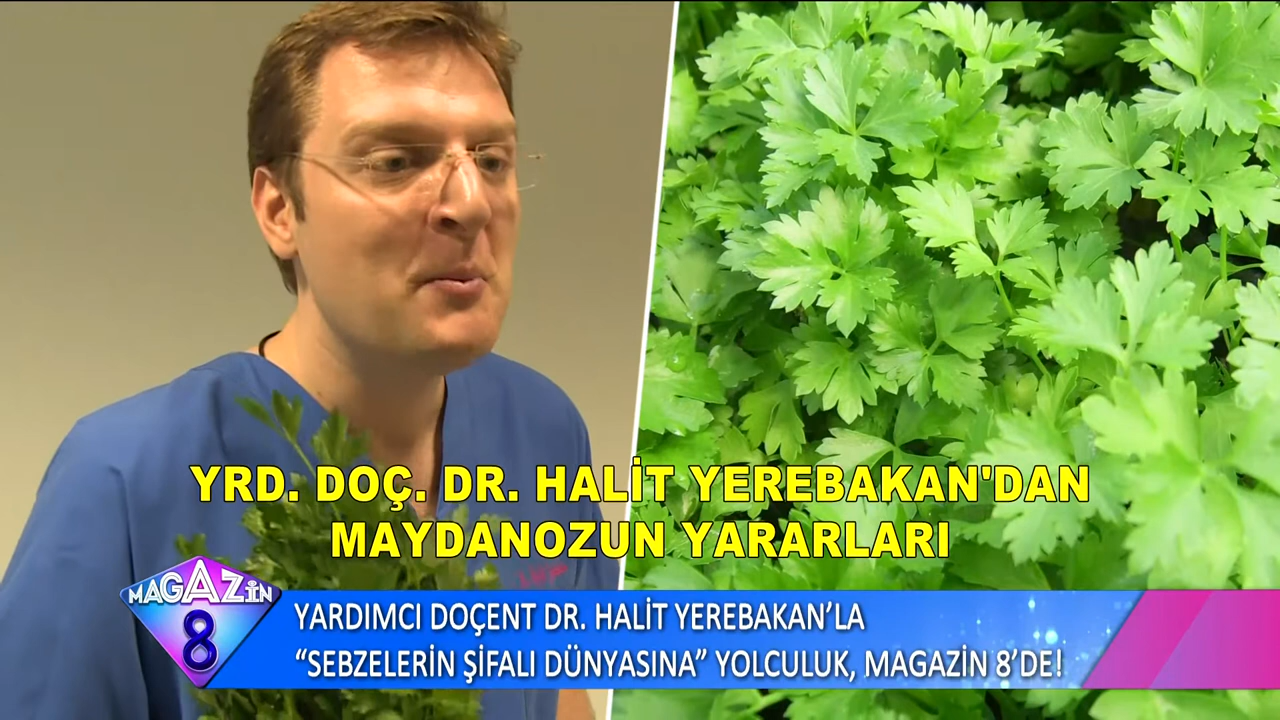 YRD. DOÇ. DR. HALİT YEREBAKAN'DAN
MAYDANOZUN YARARLARI
MAGAZİN
8
YARDIMCI DOÇENT DR. HALİT YEREBAKAN’LA
“SEBZELERİN ŞİFALI DÜNYASINA” YOLCULUK, MAGAZİN 8’DE!